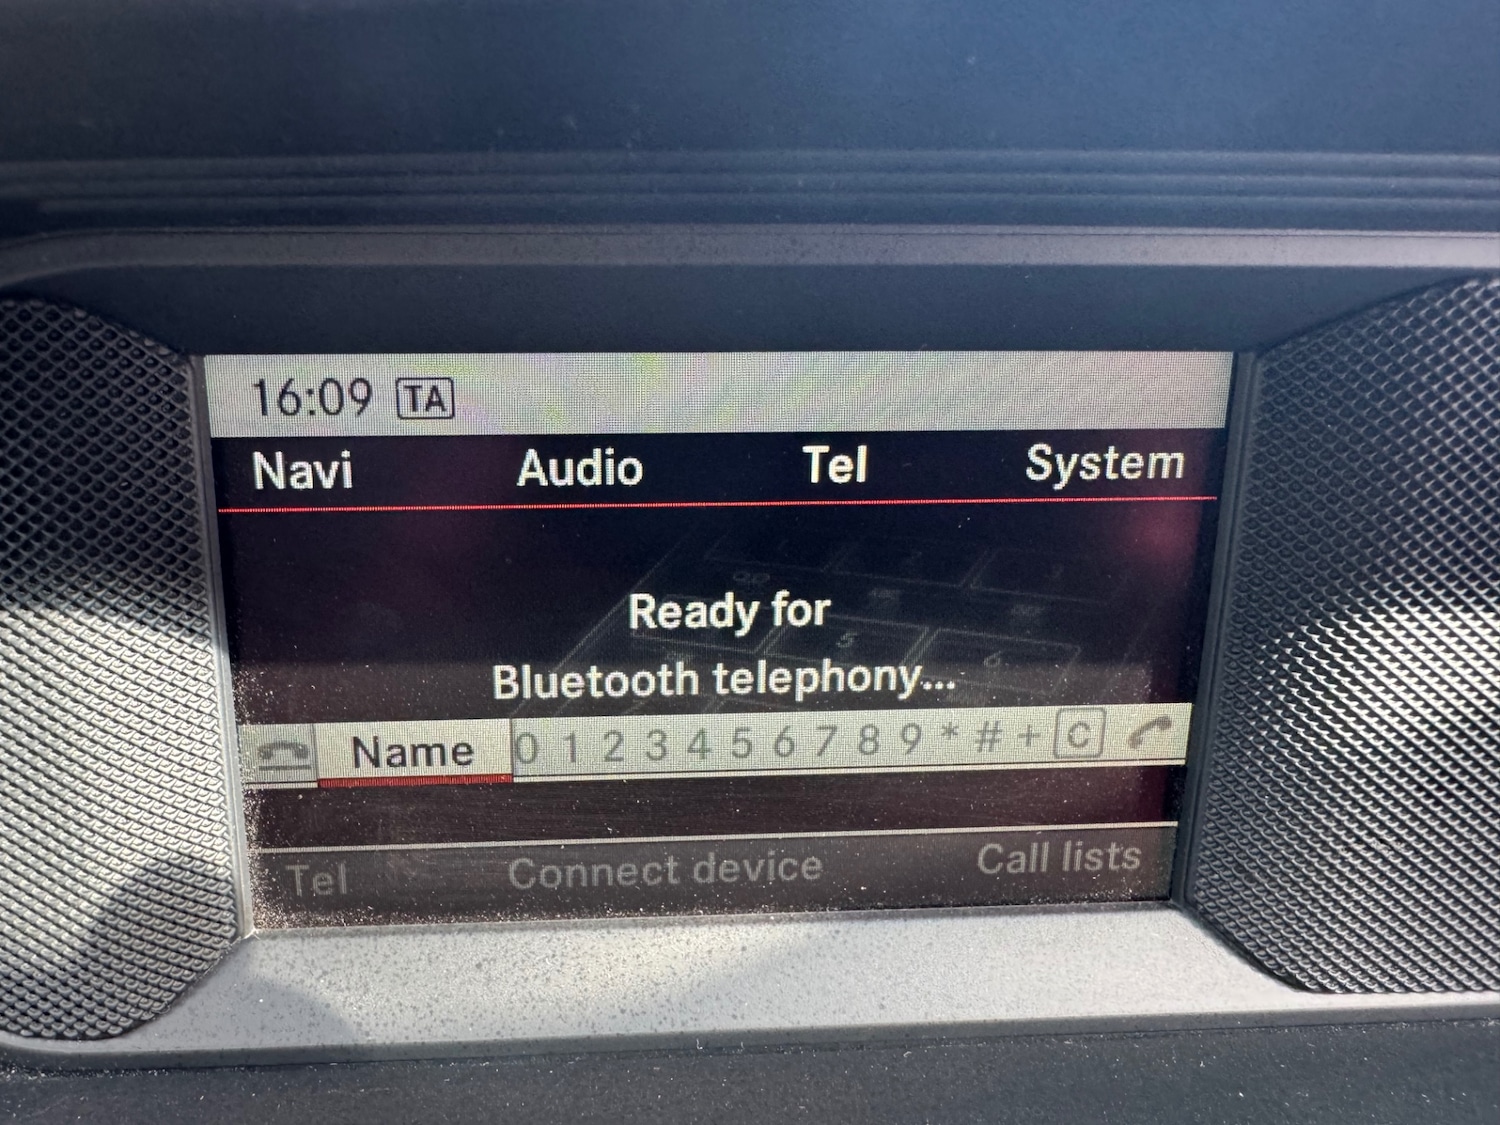 16:09 TA
Navi Audio Tel System
Ready for
Bluetooth telephony...
Name 0 1 2 3 4 5 6 7 8 9 * # + C
Tel Connect device Call lists